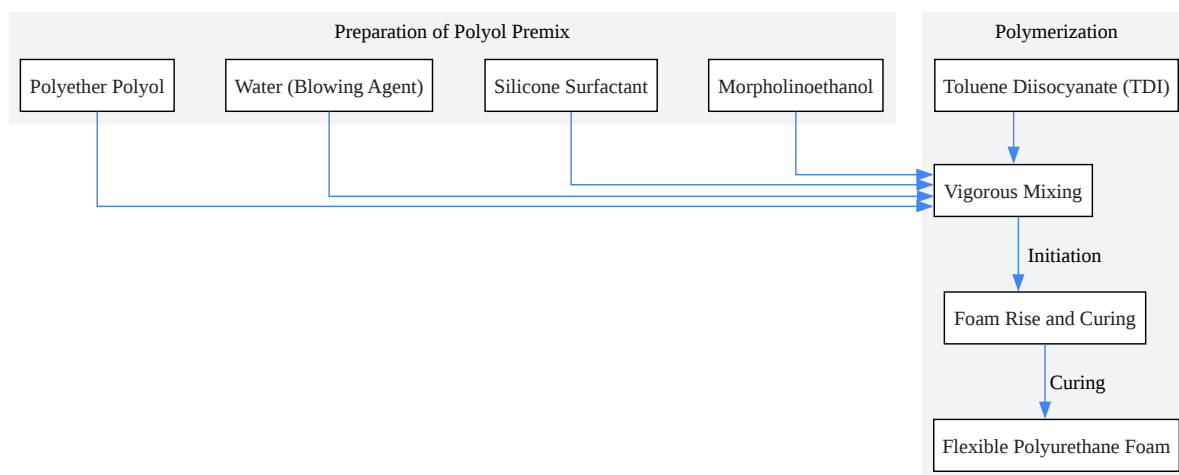 Preparation of Polyol Premix
Polymerization
Polyether Polyol
Water (Blowing Agent)
Silicone Surfactant
Morpholinoethanol
Toluene Diisocyanate (TDI)
Vigorous Mixing
Initiation
Foam Rise and Curing
Curing
Flexible Polyurethane Foam